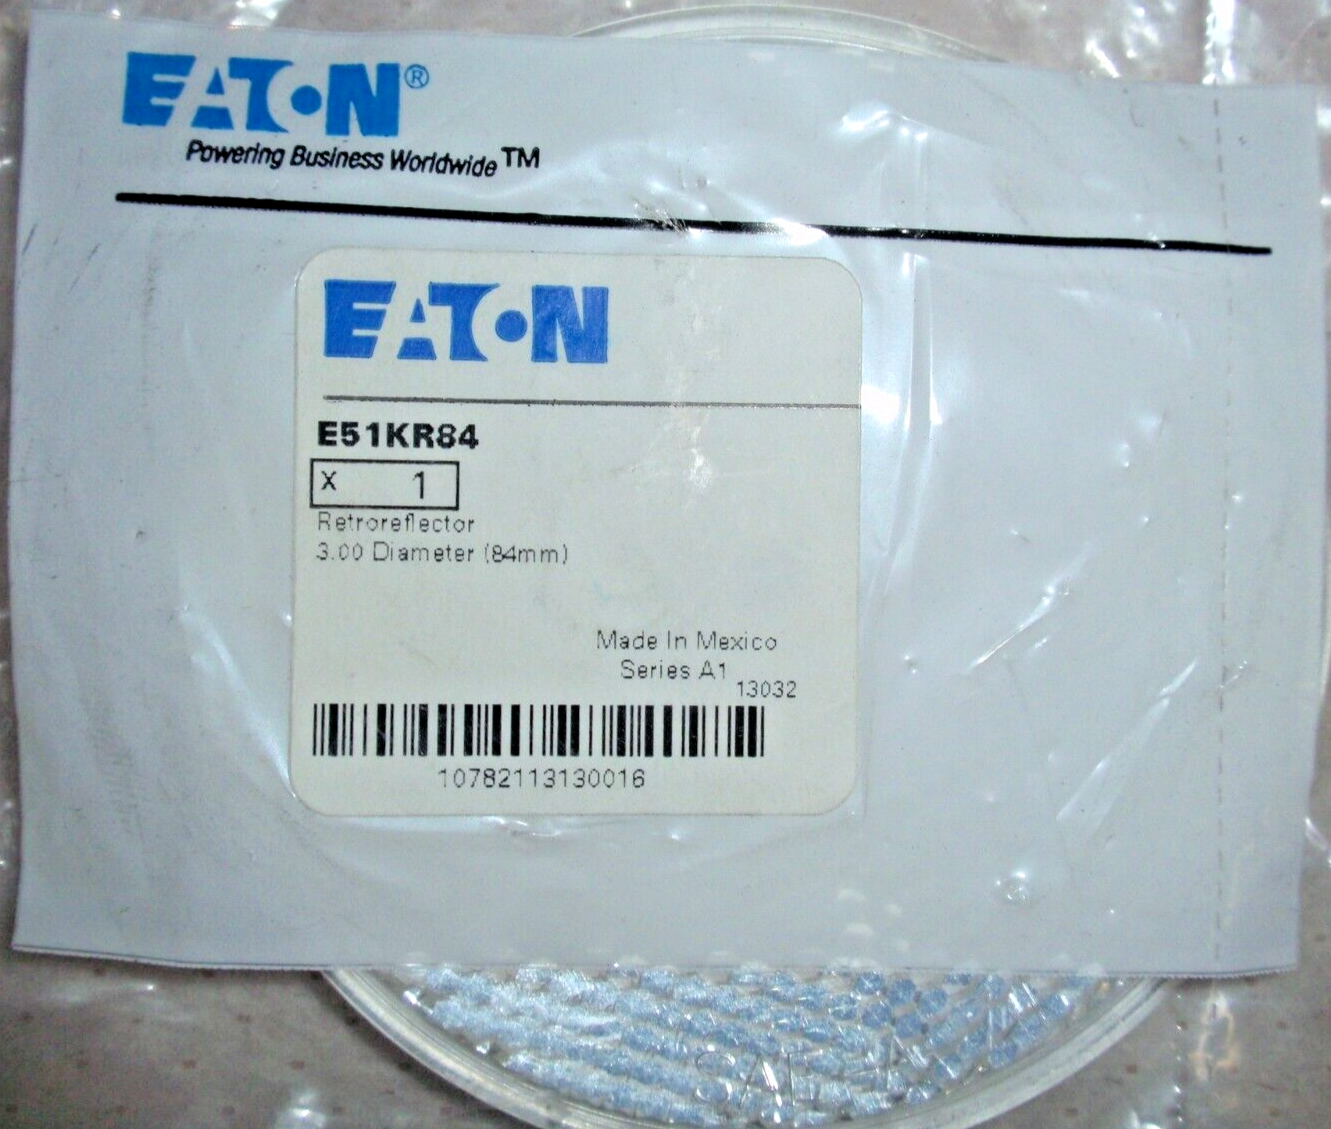 EATON®
Powering Business Worldwide™
EATON
E51KR84
X 1
Retroreflector
3.00 Diameter (84mm)
Made In Mexico
Series A1
13032
10782113130016